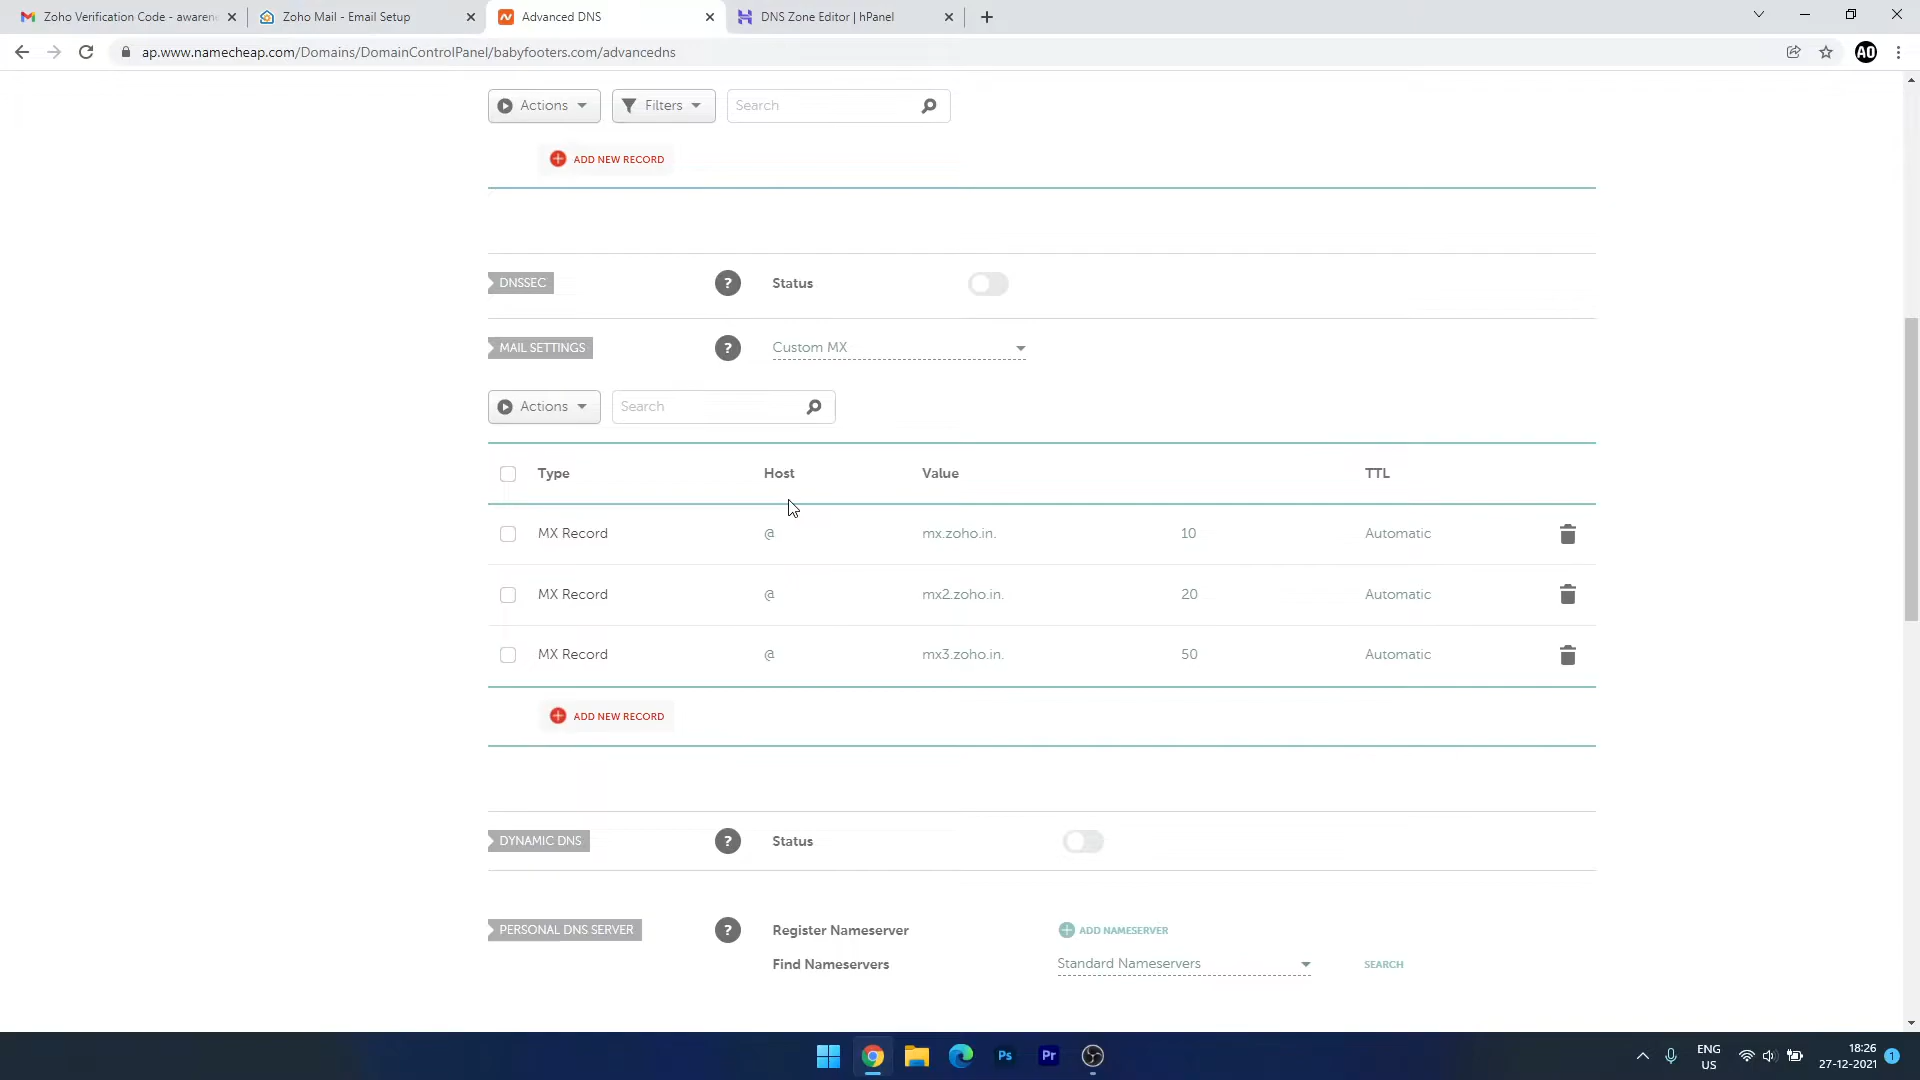 Zoho Verification Code - awaren
Zoho Mail - Email Setup
Advanced DNS
DNS Zone Editor | hPanel
ap.www.namecheap.com/Domains/DomainControlPanel/babyfooters.com/advancedns
AO
Actions
Filters
Search
ADD NEW RECORD
DNSSEC
?
Status
MAIL SETTINGS
?
Custom MX
Actions
Search
Type Host Value TTL
MX Record @ mx.zoho.in. 10 Automatic
MX Record @ mx2.zoho.in. 20 Automatic
MX Record @ mx3.zoho.in. 50 Automatic
ADD NEW RECORD
DYNAMIC DNS
?
Status
PERSONAL DNS SERVER
?
Register Nameserver
ADD NAMESERVER
Find Nameservers
Standard Nameservers
SEARCH
Ps
Pr
ENG
US
18:26
27-12-2021
1